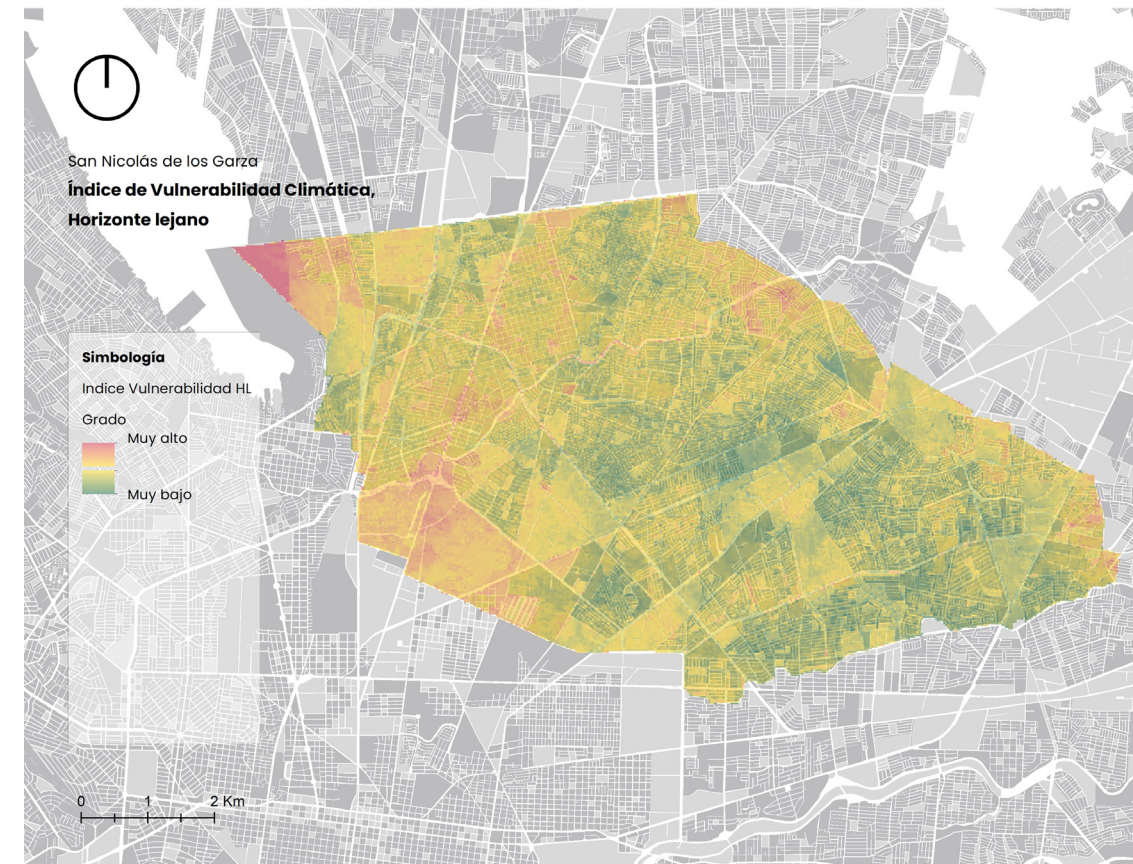 San Nicolás de los Garza
Índice de Vulnerabilidad Climática,
Horizonte lejano
Simbología
Indice Vulnerabilidad HL
Grado
Muy alto
Muy bajo
0 1 2 Km